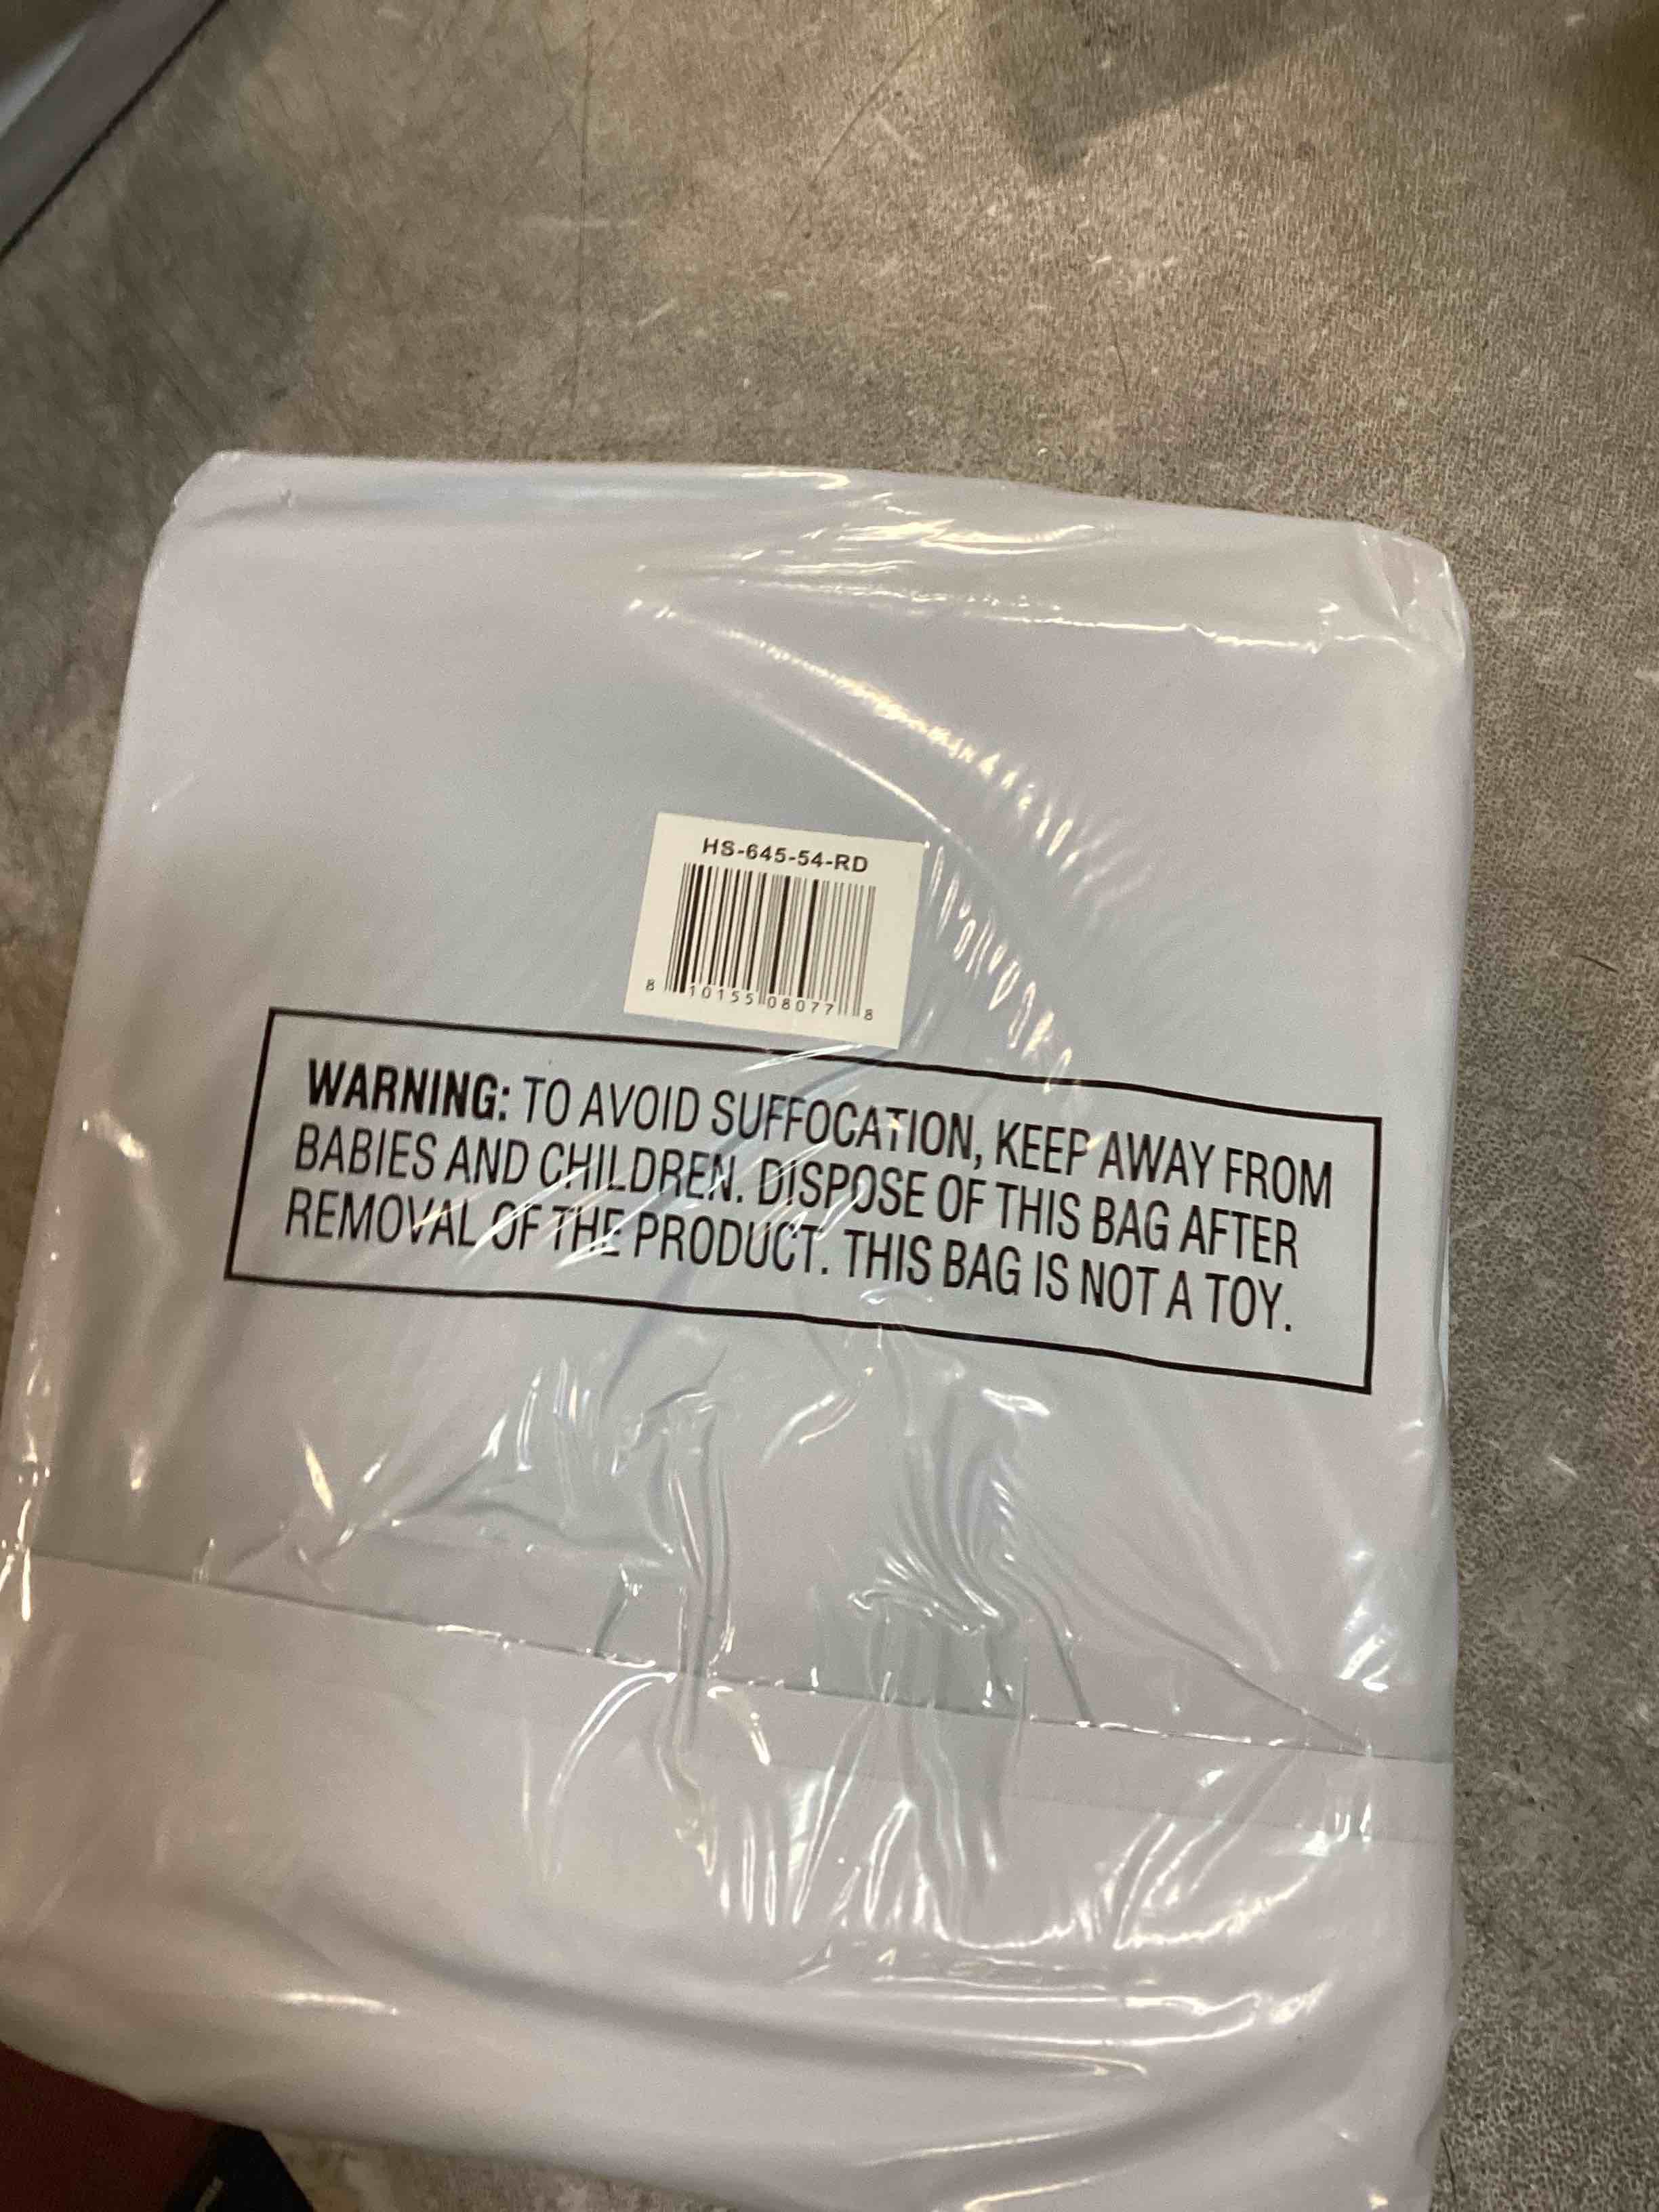 HS-645-54-RD
8 10155 08077 8
WARNING: TO AVOID SUFFOCATION, KEEP AWAY FROM
BABIES AND CHILDREN. DISPOSE OF THIS BAG AFTER
REMOVAL OF THE PRODUCT. THIS BAG IS NOT A TOY.